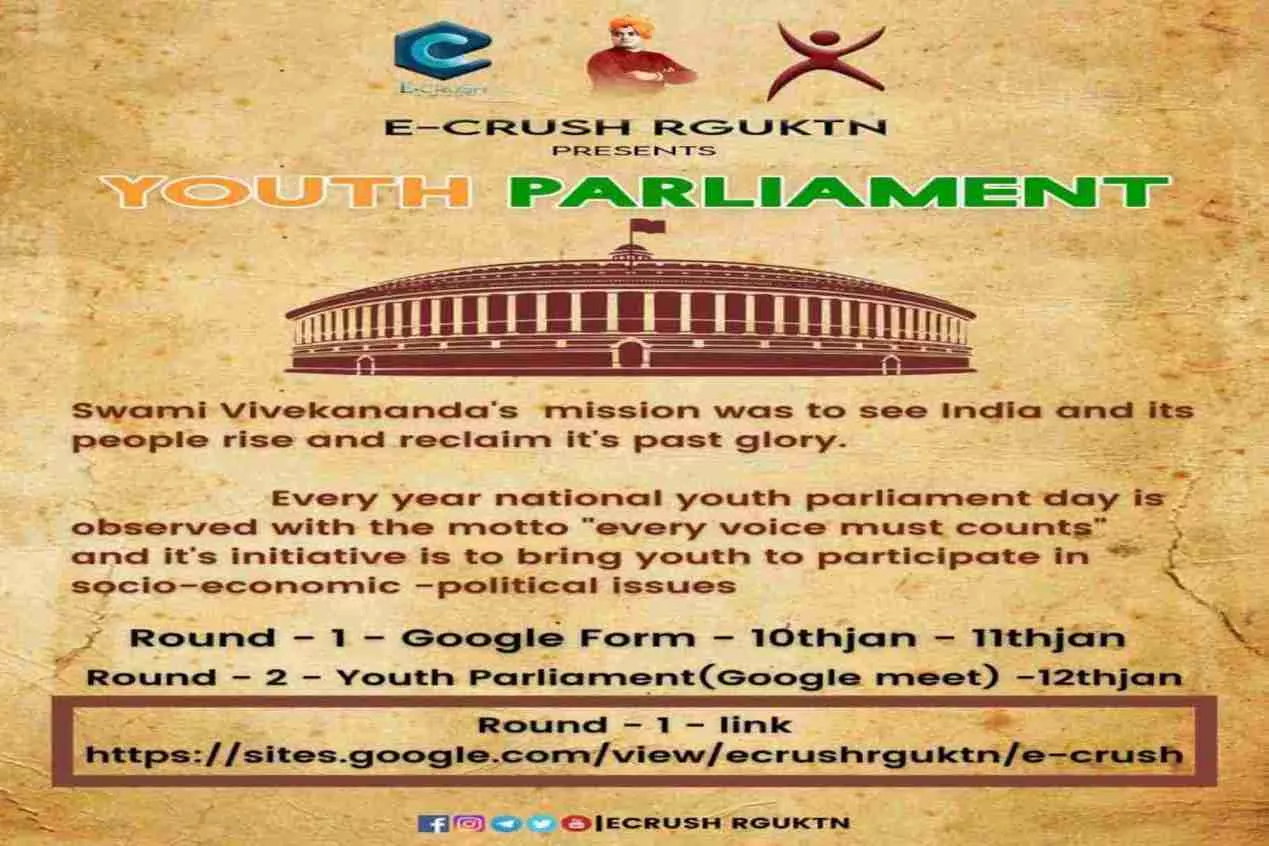 E-Crush
E-CRUSH RGUKTN
PRESENTS
YOUTH PARLIAMENT
Swami Vivekananda's mission was to see India and its
people rise and reclaim it's past glory.
Every year national youth parliament day is
observed with the motto "every voice must counts"
and it's initiative is to bring youth to participate in
socio-economic -political issues
Round - 1 - Google Form - 10thjan - 11thjan
Round - 2 - Youth Parliament(Google meet) -12thjan
Round - 1 - link
https://sites.google.com/view/ecrushrguktn/e-crush
|ECRUSH RGUKTN